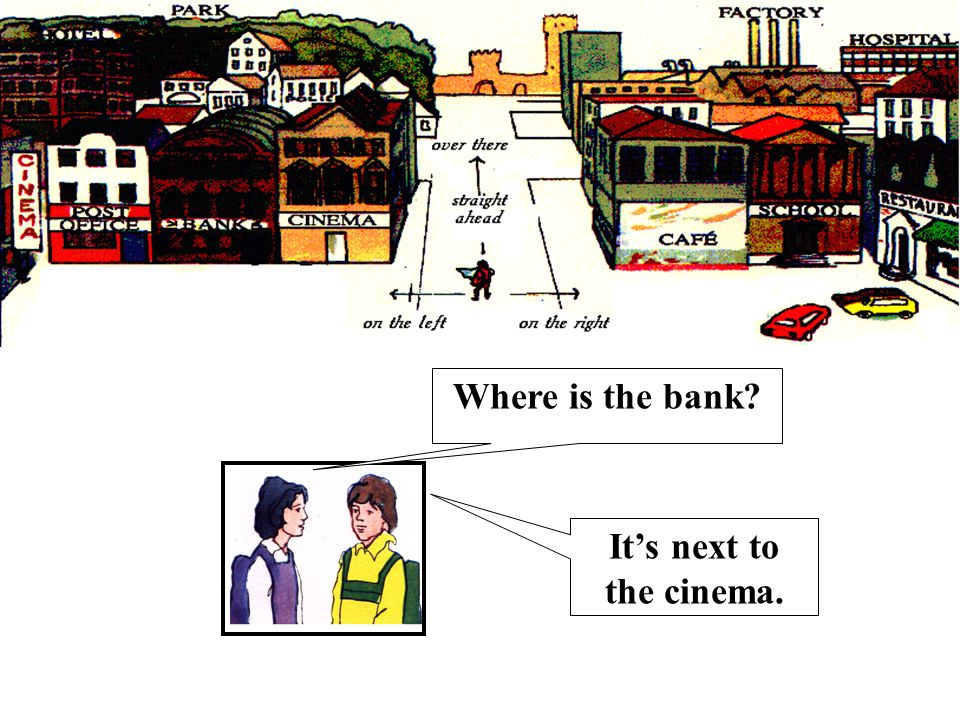 PARK
FACTORY
HOTEL
HOSPITAL
POLIC
over there
CINEMA
straight
ahead
POST
OFFICE
BANK
CINEMA
CAFÉ
SCHOOL
RESTAURA
on the left
on the right
Where is the bank?
It’s next to
the cinema.